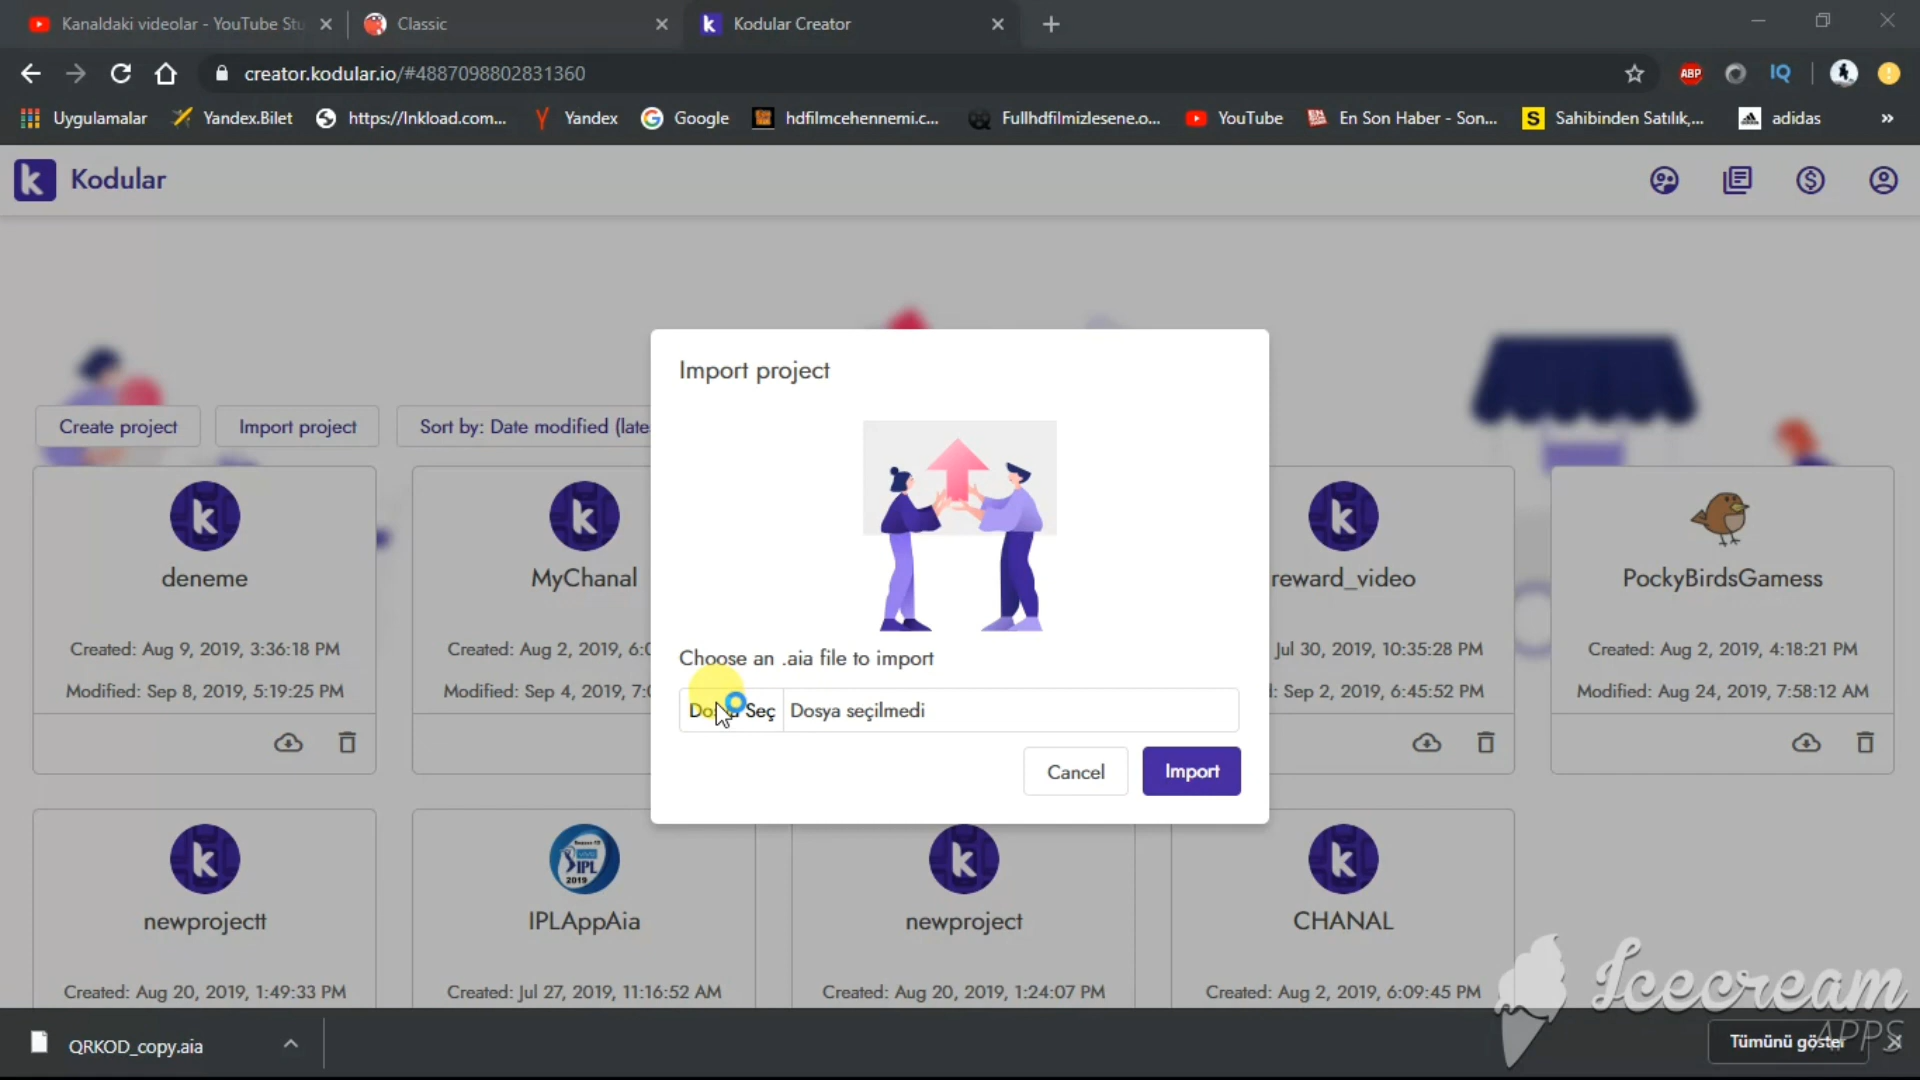 Kanaldaki videolar - YouTube Stu
Classic
Kodular Creator
creator.kodular.io/#4887098802831360
ABP
IQ
Uygulamalar
Yandex.Bilet
https://lnkload.com...
Yandex
Google
hdfilmcehennemi.c...
Fullhdfilmizlesene.o...
YouTube
En Son Haber - Son...
Sahibinden Satılık,...
adidas
»
Kodular
Import project
Create project
Import project
Sort by: Date modified (late
deneme
MyChanal
reward_video
PockyBirdsGamess
Created: Aug 9, 2019, 3:36:18 PM
Created: Aug 2, 2019, 6:0
Jul 30, 2019, 10:35:28 PM
Created: Aug 2, 2019, 4:18:21 PM
Choose an .aia file to import
Modified: Sep 8, 2019, 5:19:25 PM
Modified: Sep 4, 2019, 7:
: Sep 2, 2019, 6:45:52 PM
Modified: Aug 24, 2019, 7:58:12 AM
Dosya Seç
Dosya seçilmedi
Cancel
Import
IPL
2019
newprojectt
IPLAppAia
newproject
CHANAL
Created: Aug 20, 2019, 1:49:33 PM
Created: Jul 27, 2019, 11:16:52 AM
Created: Aug 20, 2019, 1:24:07 PM
Created: Aug 2, 2019, 6:09:45 PM
Icecream
APPS
QRKOD_copy.aia
Tümünü göster